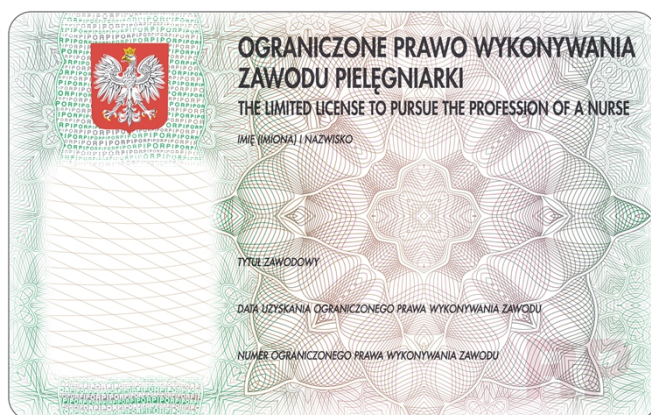 OGRANICZONE PRAWO WYKONYWANIA
ZAWODU PIELĘGNIARKI
THE LIMITED LICENSE TO PURSUE THE PROFESSION OF A NURSE
IMIĘ (IMIONA) I NAZWISKO
TYTUŁ ZAWODOWY
DATA UZYSKANIA OGRANICZONEGO PRAWA WYKONYWANIA ZAWODU
NUMER OGRANICZONEGO PRAWA WYKONYWANIA ZAWODU